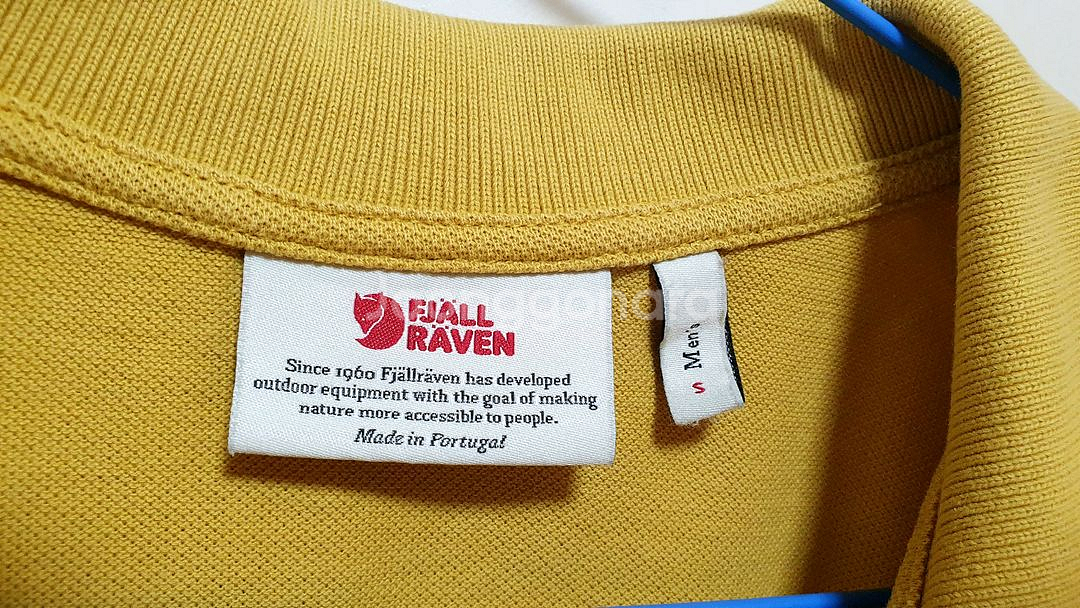 FJÄLL
RÄVEN
Since 1960 Fjällräven has developed
outdoor equipment with the goal of making
nature more accessible to people.
Made in Portugal
S Men's